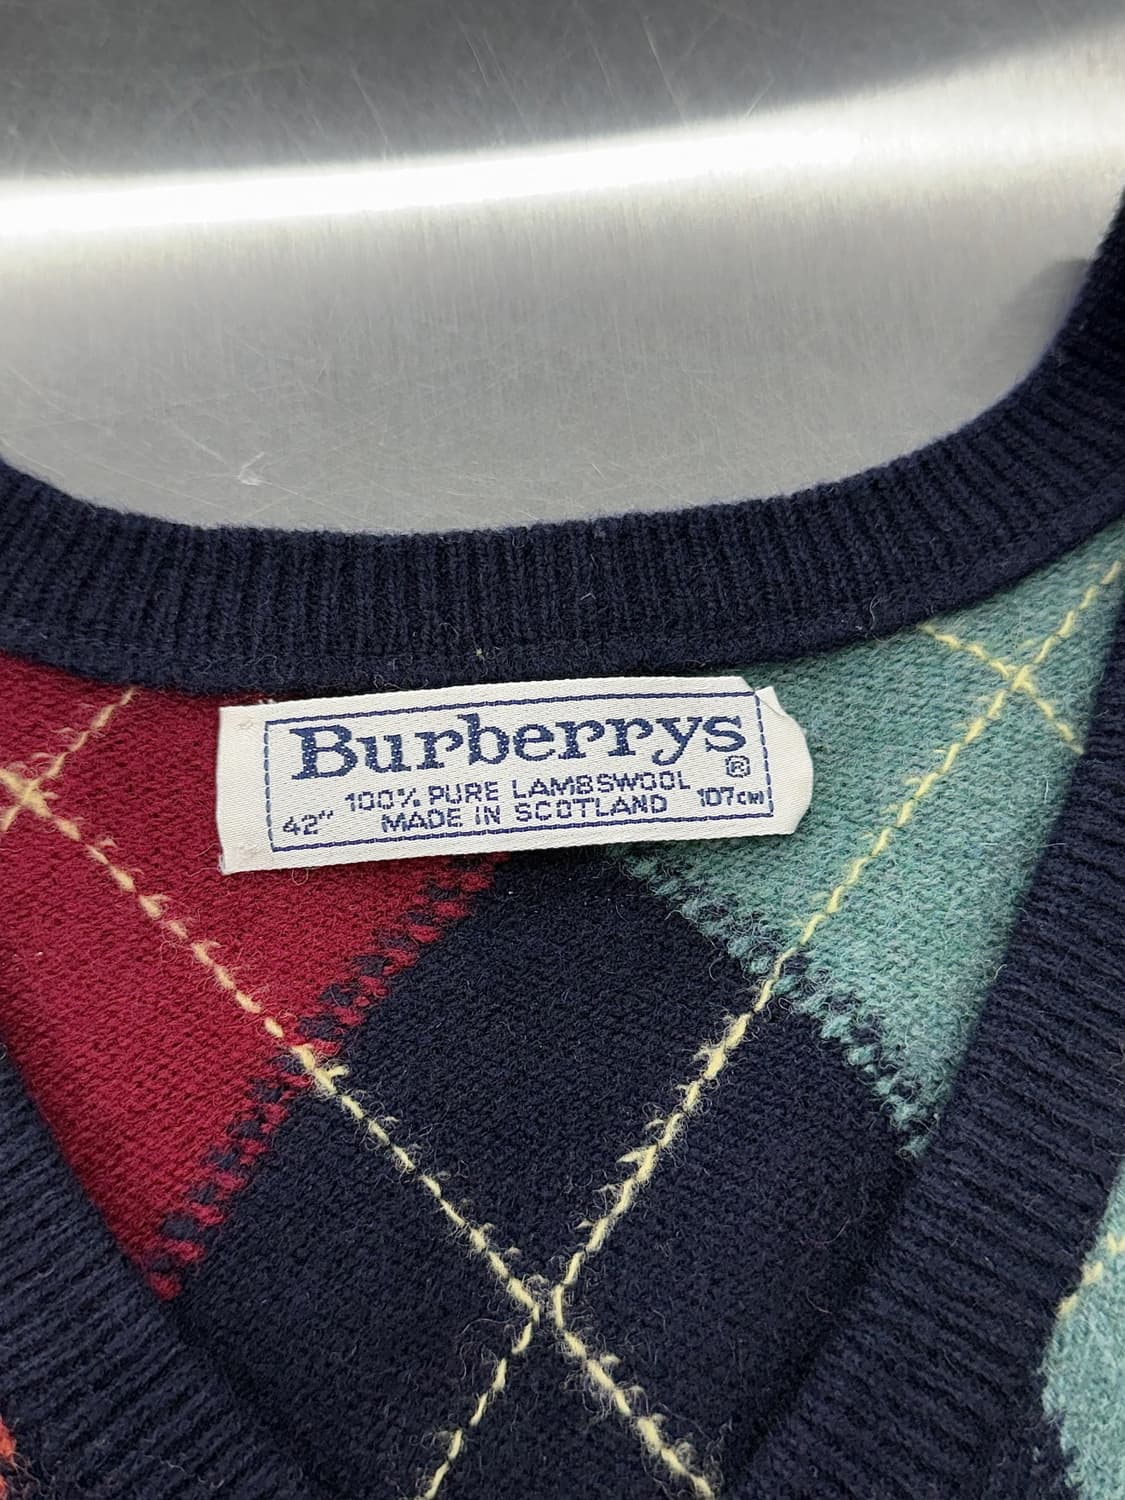 Burberrys
®
100% PURE LAMBSWOOL
42" MADE IN SCOTLAND 107cm